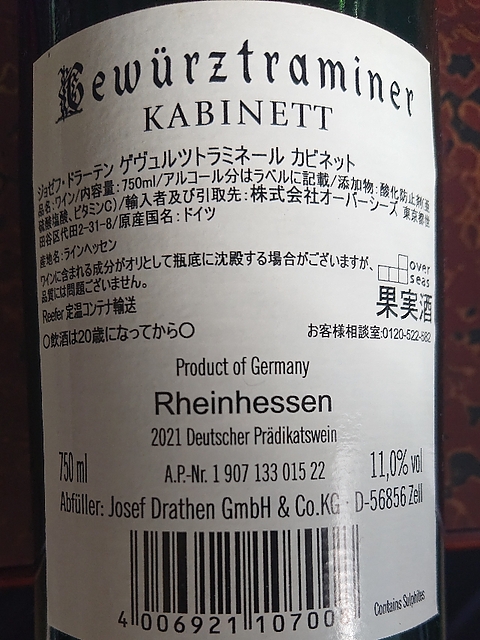 Gewürztraminer
KABINETT
ジョゼフ・ドラーテン ゲヴュルツトラミネール カビネット
品名:ワイン/内容量:750ml/アルコール分はラベルに記載/添加物:酸化防止剤(亜
硫酸塩酸、ビタミンC)/輸入者及び引取先:株式会社オーバーシーズ 東京都世
田谷区代田2-31-8/原産国名:ドイツ
産地名:ラインヘッセン
ワインに含まれる成分がオリとして瓶底に沈殿する場合がございますが、
品質には問題ございません。
Reefer 定温コンテナ輸送
over
seas
果実酒
〇飲酒は20歳になってから〇
お客様相談室:0120-522-582
Product of Germany
Rheinhessen
2021 Deutscher Prädikatswein
750 ml
A.P.-Nr. 1 907 133 015 22
11,0% vol
Abfüller: Josef Drathen GmbH & Co.KG · D-56856 Zell
4 006921 10700
Contains Sulphites